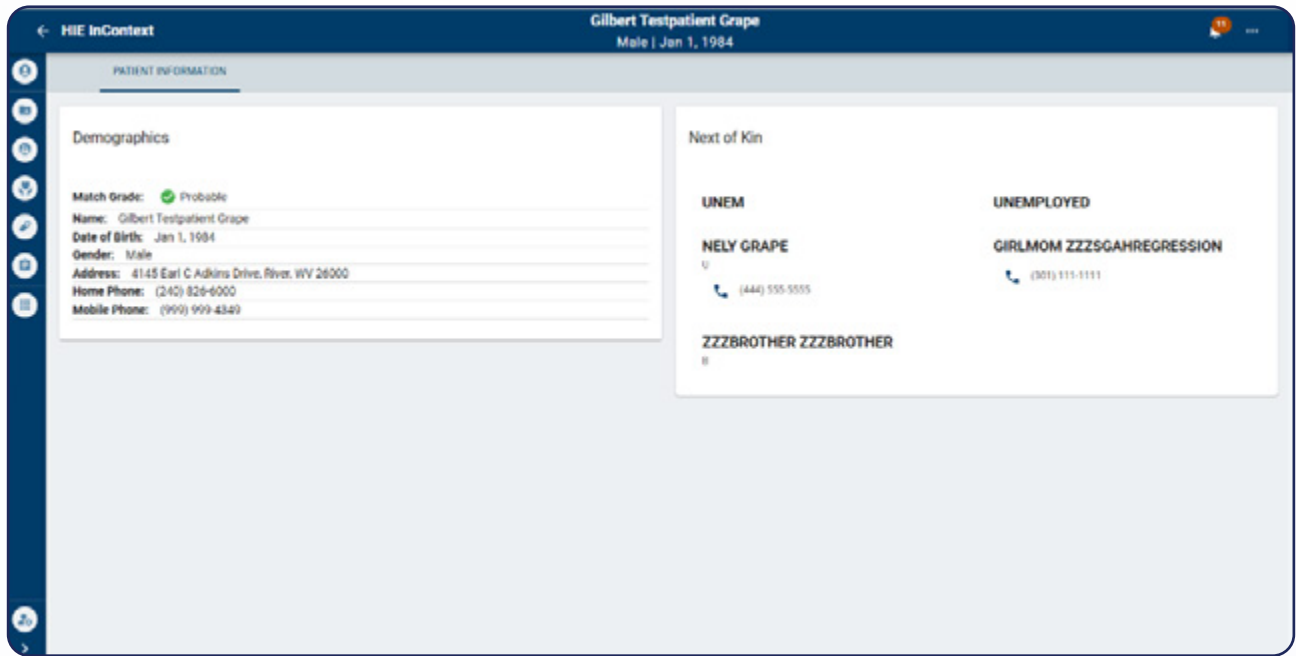 HIE InContext
Gilbert Testpatient Grape
Male | Jan 1, 1984
11
PATIENT INFORMATION
Demographics
Match Grade: Probable
Name: Gilbert Testpatient Grape
Date of Birth: Jan 1, 1984
Gender: Male
Address: 4145 Earl C Adkins Drive, River, WV 26000
Home Phone: (240) 826-6000
Mobile Phone: (999) 999-4349
Next of Kin
UNEM
UNEMPLOYED
NELY GRAPE
U
(444) 555-5555
GIRLMOM ZZZSGAHREGRESSION
(301) 111-1111
ZZZBROTHER ZZZBROTHER
B